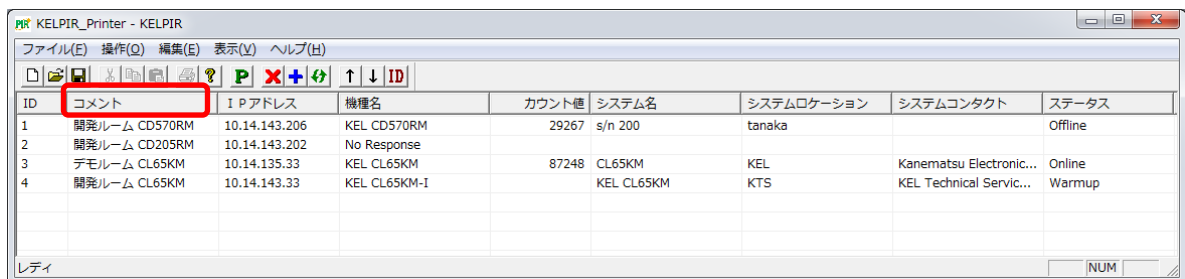 PIR KELPIR_Printer - KELPIR
ファイル(F) 操作(O) 編集(E) 表示(V) ヘルプ(H)
P ID
ID コメント ＩＰアドレス 機種名 カウント値 システム名 システムロケーション システムコンタクト ステータス
1 開発ルーム CD570RM 10.14.143.206 KEL CD570RM 29267 s/n 200 tanaka Offline
2 開発ルーム CD205RM 10.14.143.202 No Response
3 デモルーム CL65KM 10.14.135.33 KEL CL65KM 87248 CL65KM KEL Kanematsu Electronic... Online
4 開発ルーム CL65KM 10.14.143.33 KEL CL65KM-I KEL CL65KM KTS KEL Technical Servic... Warmup
レディ NUM